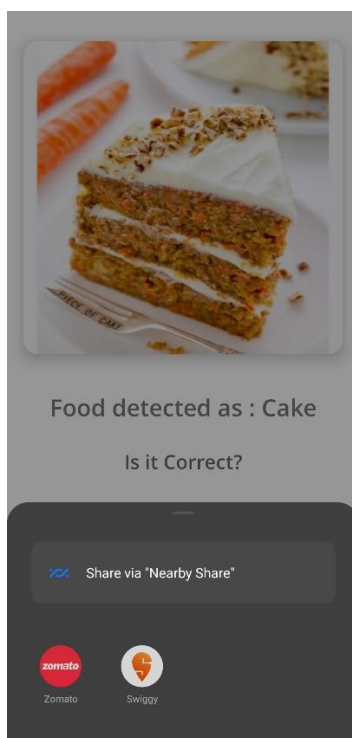 PIECE OF CAKE
Food detected as : Cake
Is it Correct?
Share via "Nearby Share"
zomato
Zomato
Swiggy